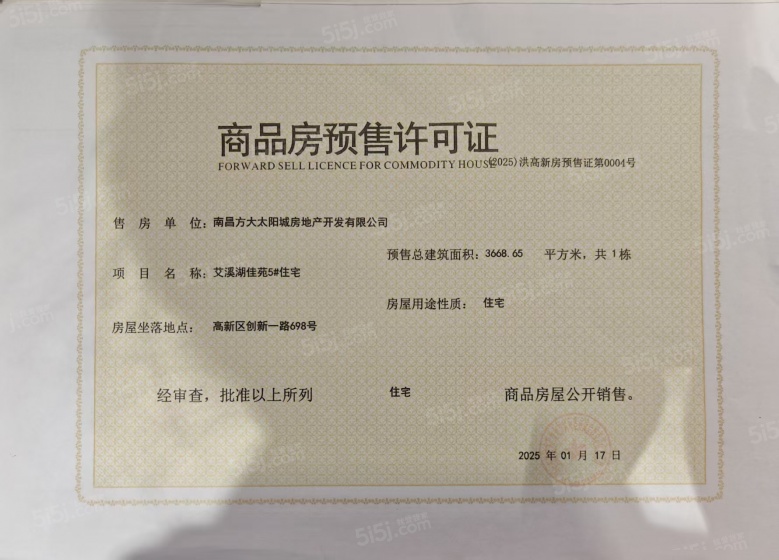 商品房预售许可证
FORWARD SELL LICENCE FOR COMMODITY HOUSE
(2025)洪高新房预售证第0004号
售房单位：南昌方大太阳城房地产开发有限公司
预售总建筑面积：3668.65 平方米，共 1 栋
项目名称：艾溪湖佳苑5#住宅
房屋用途性质：住宅
房屋坐落地点：高新区创新一路698号
经审查，批准以上所列 住宅 商品房屋公开销售。
2025 年 01 月 17 日
5i5j.com